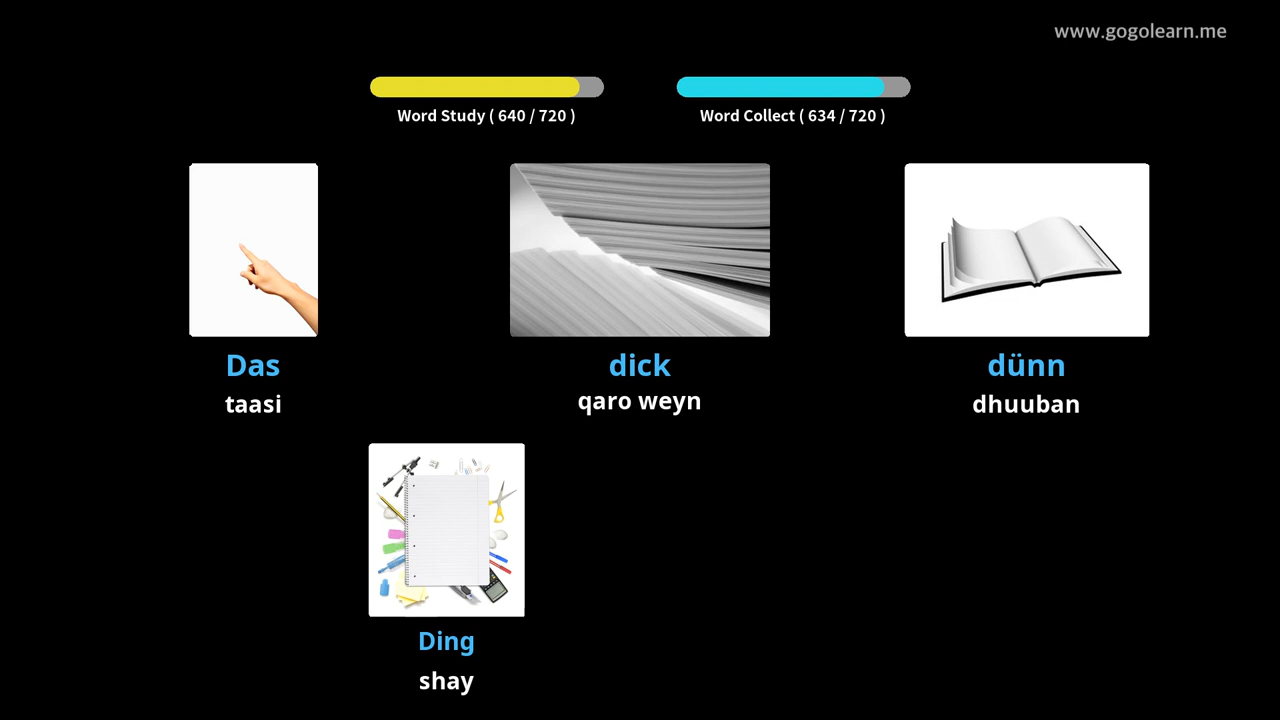 www.gogolearn.me
Word Study ( 640 / 720 )
Word Collect ( 634 / 720 )
Das
taasi
dick
qaro weyn
dünn
dhuuban
Ding
shay